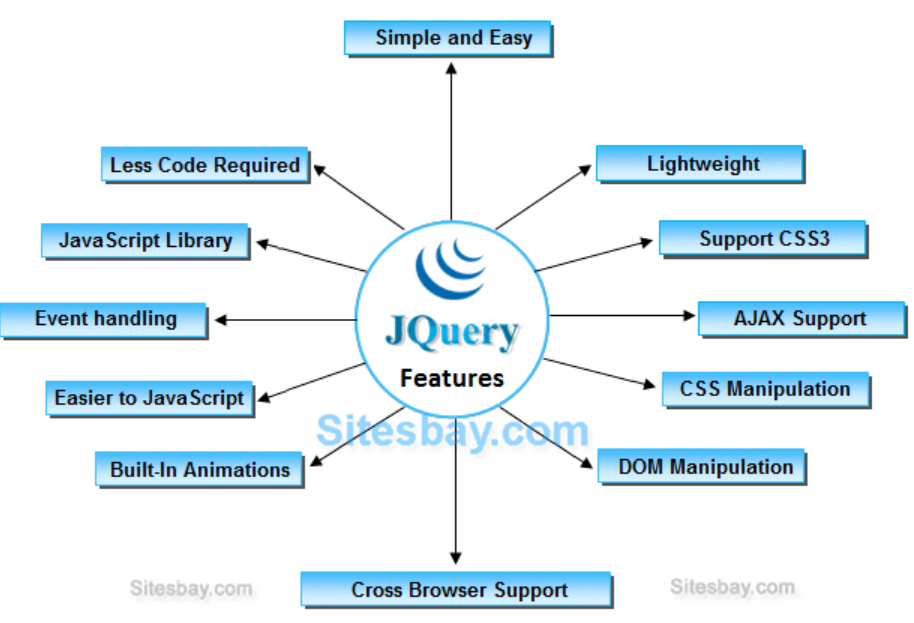 Simple and Easy
Less Code Required
Lightweight
JavaScript Library
Support CSS3
JQuery
Features
Event handling
AJAX Support
Easier to JavaScript
CSS Manipulation
Sitesbay.com
Built-In Animations
DOM Manipulation
Sitesbay.com
Cross Browser Support
Sitesbay.com